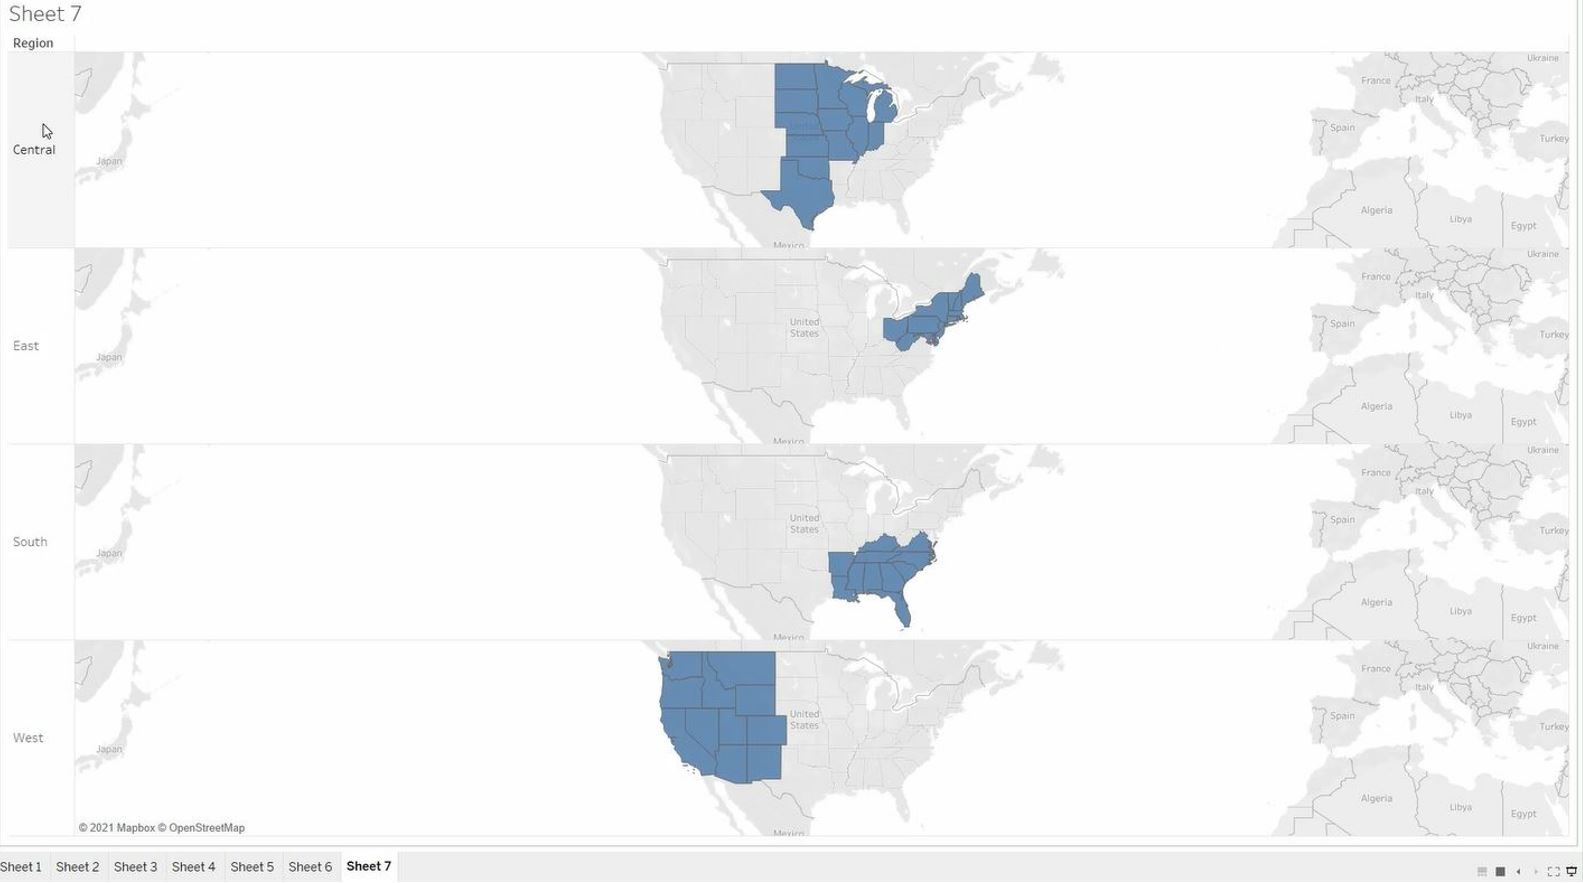 Sheet 7
Region
Central
Japan
Mexico
Ukraine
France
Italy
Spain
Turkey
Algeria
Libya
Egypt
East
Japan
United
States
Mexico
Ukraine
France
Italy
Spain
Turkey
Algeria
Libya
Egypt
South
Japan
United
States
Mexico
Ukraine
France
Italy
Spain
Turkey
Algeria
Libya
Egypt
West
Japan
United
States
Mexico
Ukraine
France
Italy
Spain
Turkey
Algeria
Libya
Egypt
© 2021 Mapbox © OpenStreetMap
Sheet 1 Sheet 2 Sheet 3 Sheet 4 Sheet 5 Sheet 6 Sheet 7